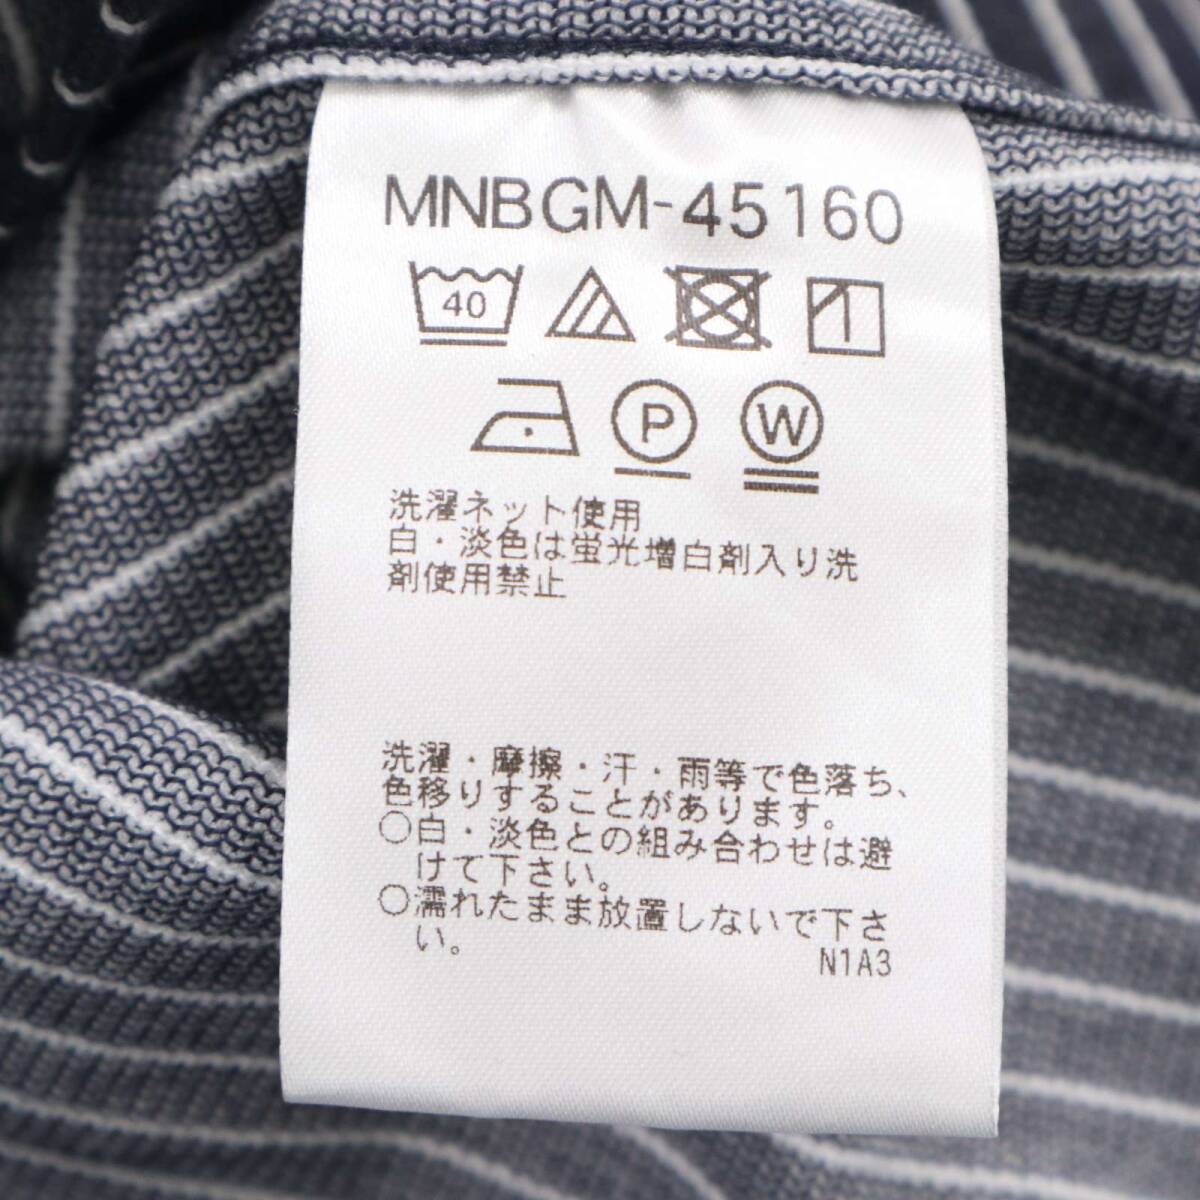 MNBGM-45160
40
P W
洗濯ネット使用
白・淡色は蛍光増白剤入り洗
剤使用禁止
洗濯・摩擦・汗・雨等で色落ち、
色移りすることがあります。
○白・淡色との組み合わせは避
けて下さい。
○濡れたまま放置しないで下さ
い。
N1A3